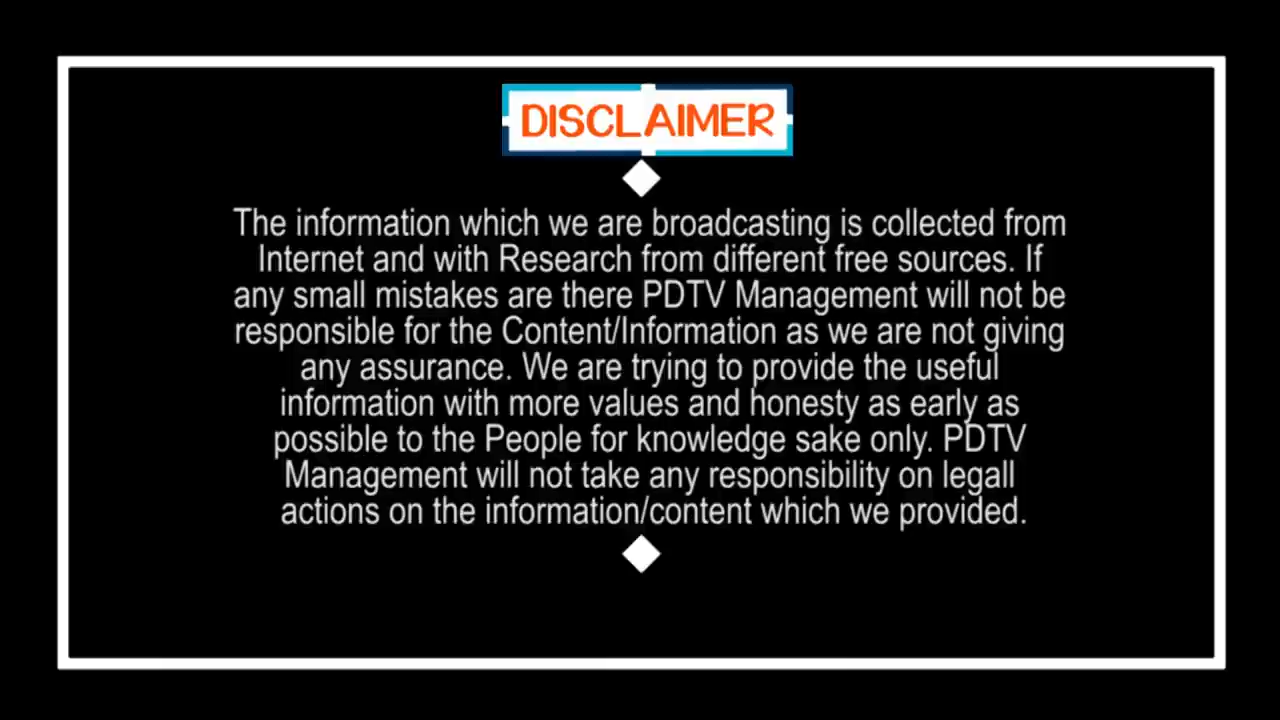 DISCLAIMER
The information which we are broadcasting is collected from
Internet and with Research from different free sources. If
any small mistakes are there PDTV Management will not be
responsible for the Content/Information as we are not giving
any assurance. We are trying to provide the useful
information with more values and honesty as early as
possible to the People for knowledge sake only. PDTV
Management will not take any responsibility on legall
actions on the information/content which we provided.